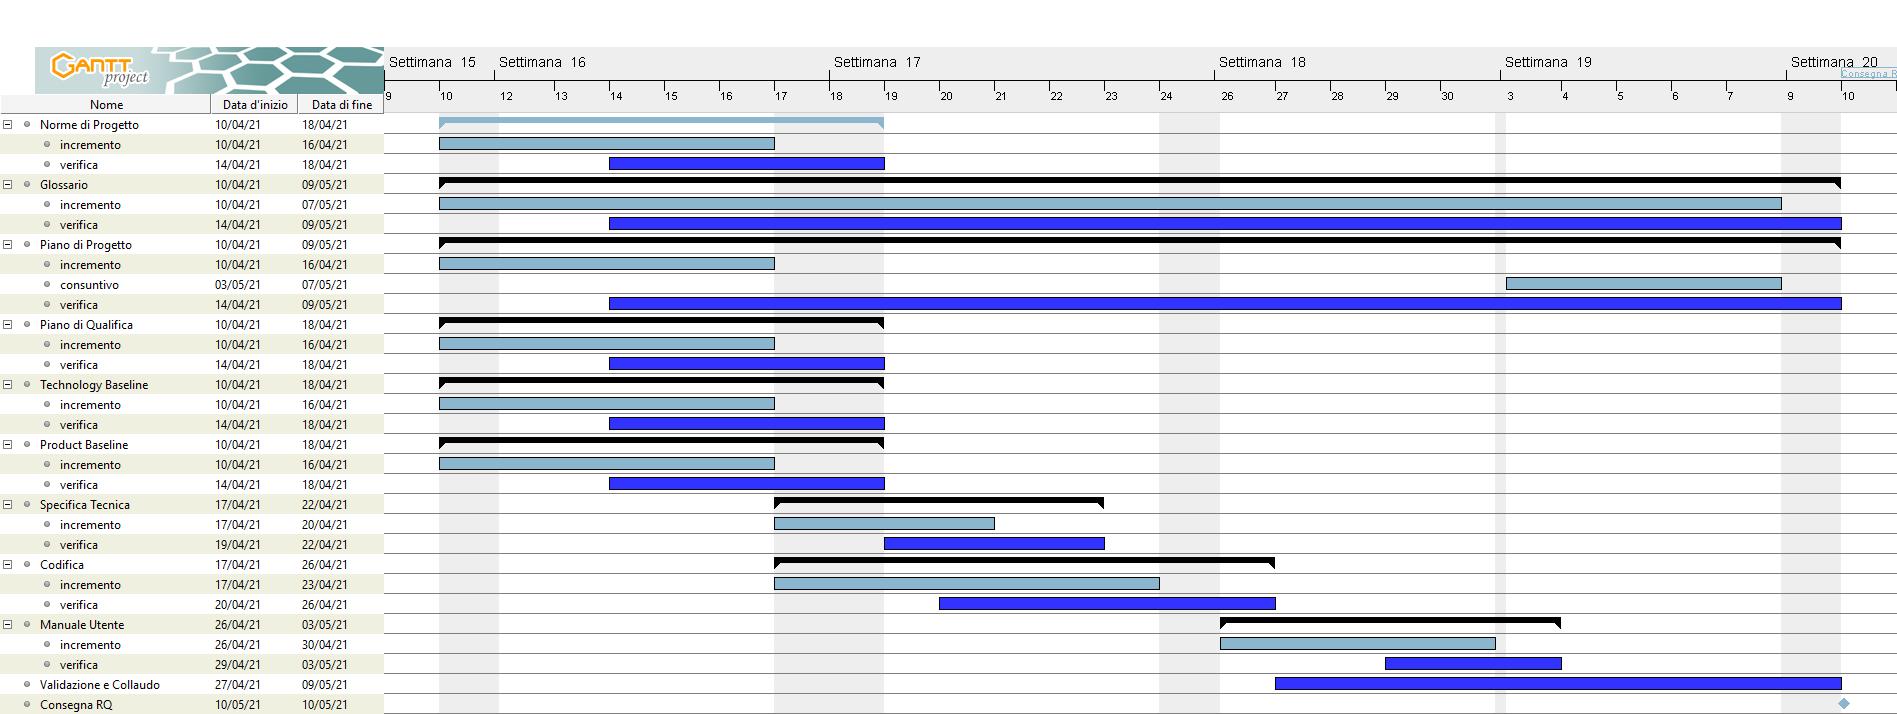 GANTT
project
Settimana 15 Settimana 16 Settimana 17 Settimana 18 Settimana 19 Settimana 20
Consegna R
Nome Data d'inizio Data di fine 9 10 12 13 14 15 16 17 18 19 20 21 22 23 24 26 27 28 29 30 3 4 5 6 7 9 10
Norme di Progetto 10/04/21 18/04/21
incremento 10/04/21 16/04/21
verifica 14/04/21 18/04/21
Glossario 10/04/21 09/05/21
incremento 10/04/21 07/05/21
verifica 14/04/21 09/05/21
Piano di Progetto 10/04/21 09/05/21
incremento 10/04/21 16/04/21
consuntivo 03/05/21 07/05/21
verifica 14/04/21 09/05/21
Piano di Qualifica 10/04/21 18/04/21
incremento 10/04/21 16/04/21
verifica 14/04/21 18/04/21
Technology Baseline 10/04/21 18/04/21
incremento 10/04/21 16/04/21
verifica 14/04/21 18/04/21
Product Baseline 10/04/21 18/04/21
incremento 10/04/21 16/04/21
verifica 14/04/21 18/04/21
Specifica Tecnica 17/04/21 22/04/21
incremento 17/04/21 20/04/21
verifica 19/04/21 22/04/21
Codifica 17/04/21 26/04/21
incremento 17/04/21 23/04/21
verifica 20/04/21 26/04/21
Manuale Utente 26/04/21 03/05/21
incremento 26/04/21 30/04/21
verifica 29/04/21 03/05/21
Validazione e Collaudo 27/04/21 09/05/21
Consegna RQ 10/05/21 10/05/21